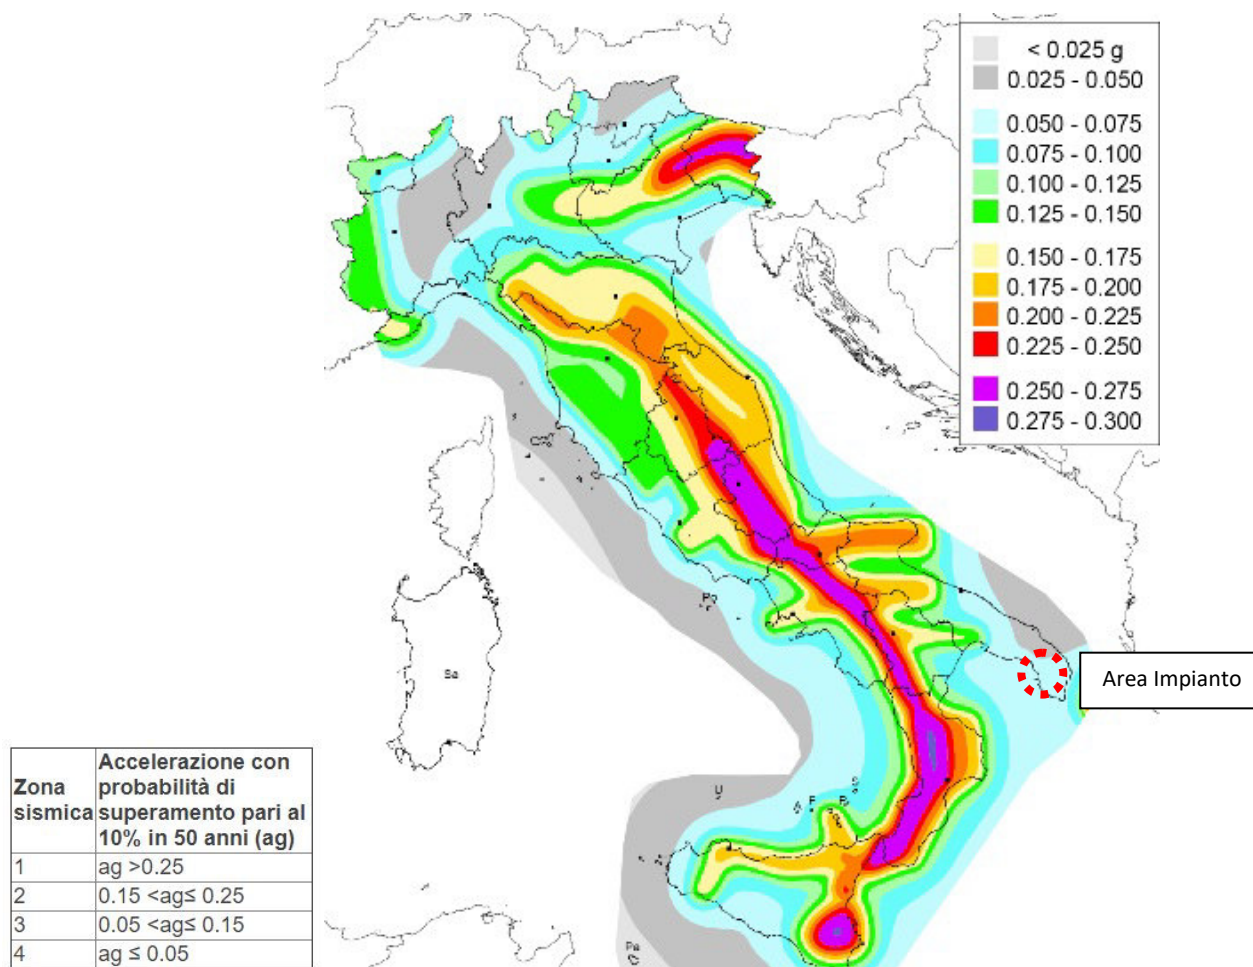 < 0.025 g
0.025 - 0.050
0.050 - 0.075
0.075 - 0.100
0.100 - 0.125
0.125 - 0.150
0.150 - 0.175
0.175 - 0.200
0.200 - 0.225
0.225 - 0.250
0.250 - 0.275
0.275 - 0.300
Po
Sa
Area Impianto
U
A
F
P
S
Pa
Zona sismica
Accelerazione con
probabilità di
superamento pari al
10% in 50 anni (ag)
1 ag >0.25
2 0.15 <ag≤ 0.25
3 0.05 <ag≤ 0.15
4 ag ≤ 0.05